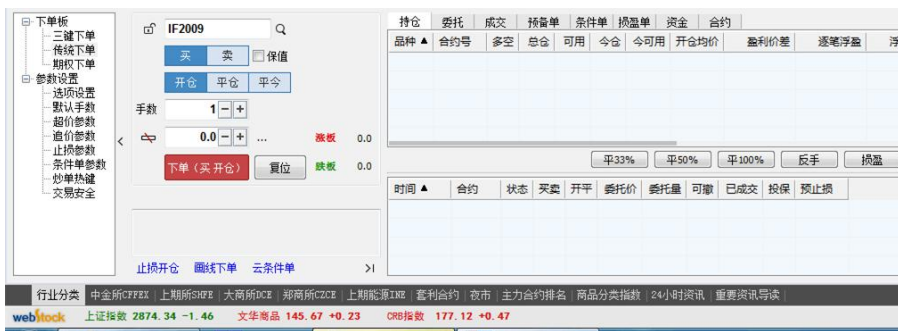 下单板
三键下单
传统下单
期权下单
参数设置
选项设置
默认手数
超价参数
追价参数
止损参数
条件单参数
炒单热键
交易安全
IF2009
买 卖 保值
开仓 平仓 平今
手数 1 - +
0.0 - + ... 涨板 0.0
下单（买 开仓） 复位 跌板 0.0
止损开仓 画线下单 云条件单
持仓 委托 成交 预备单 条件单 损盈单 资金 合约
品种 合约号 多空 总仓 可用 今仓 今可用 开仓均价 盈利价差 逐笔浮盈
平33% 平50% 平100% 反手 损盈
时间 合约 状态 买卖 开平 委托价 委托量 可撤 已成交 投保 预止损
行业分类 中金所CFFEX 上期所SHFE 大商所DCE 郑商所CZCE 上期能源INE 套利合约 夜市 主力合约排名 商品分类指数 24小时资讯 重要资讯导读
webstock 上证指数 2874.34 -1.46 文华商品 145.67 +0.23 CRB指数 177.12 +0.47